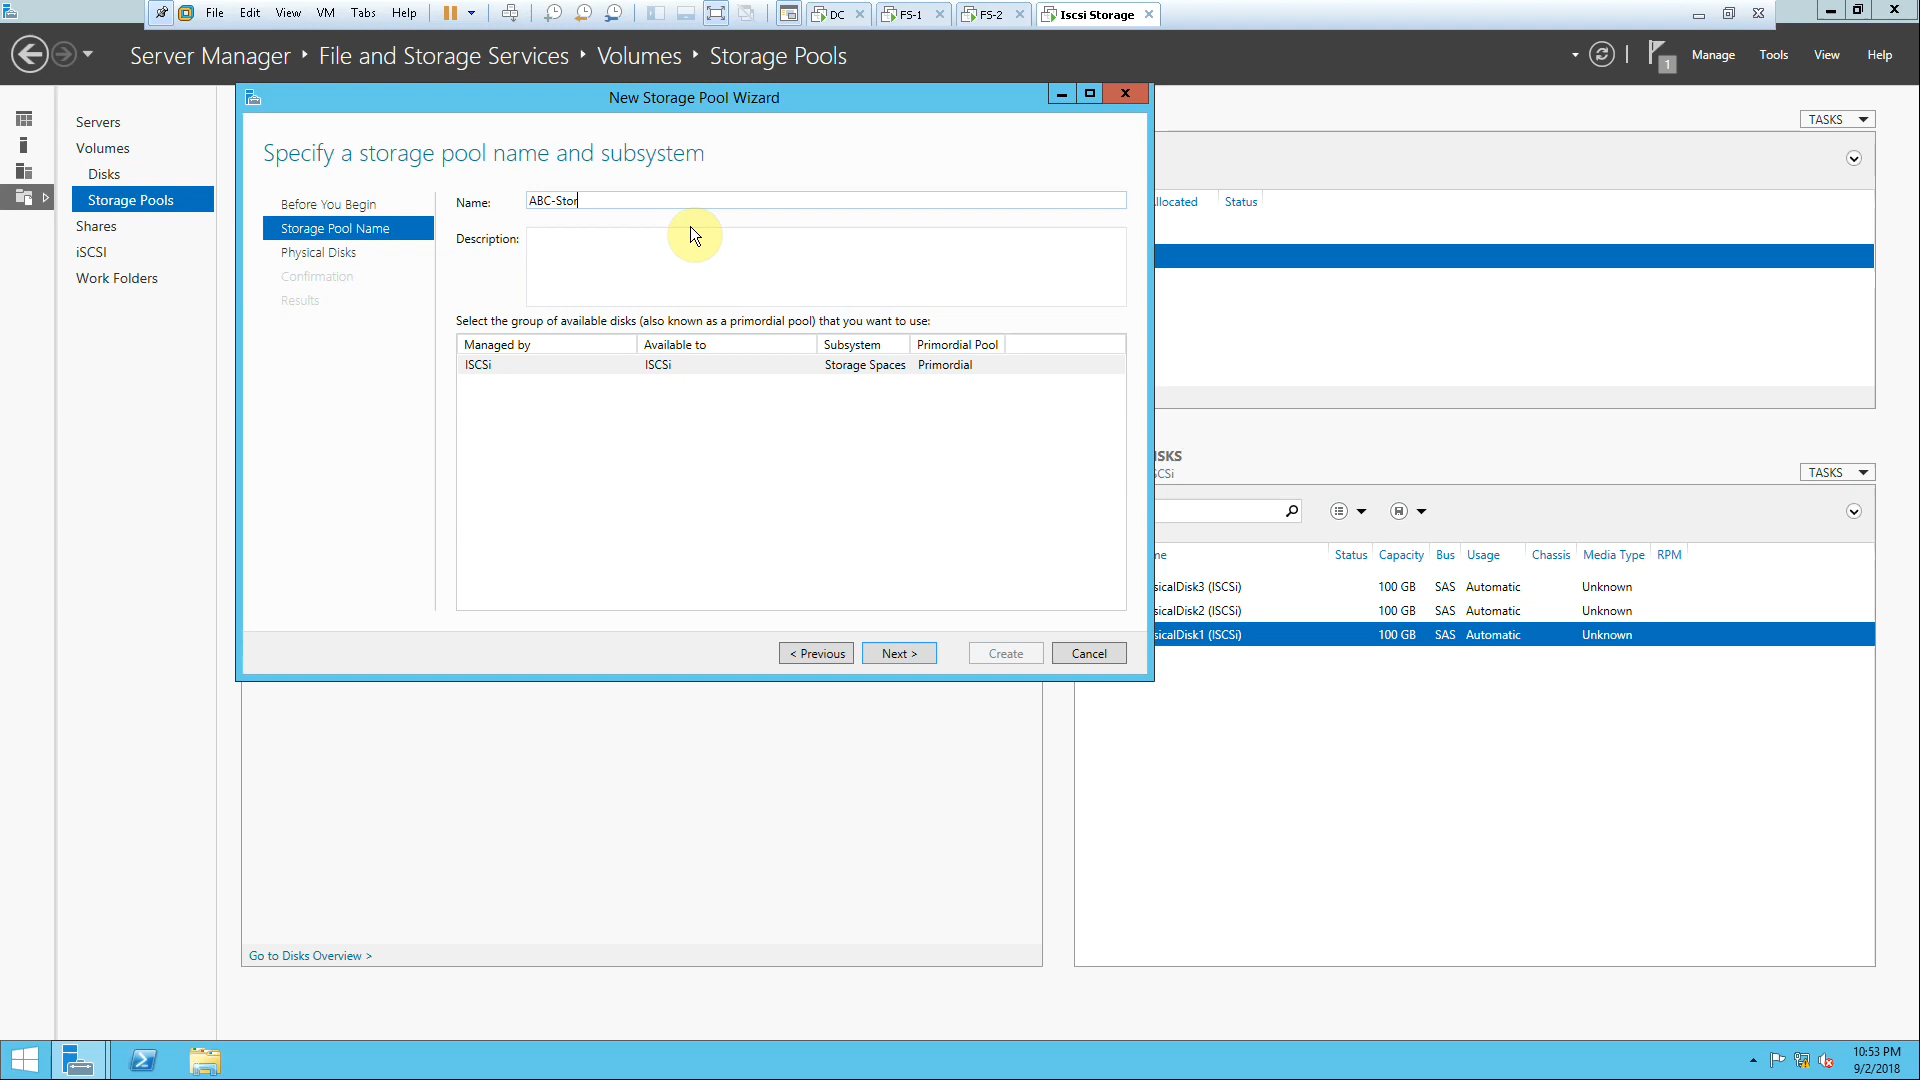 File Edit View VM Tabs Help DC FS-1 FS-2 Iscsi Storage
Server Manager File and Storage Services Volumes Storage Pools
1 Manage Tools View Help
New Storage Pool Wizard
Servers
Volumes
Disks
Storage Pools
Shares
iSCSI
Work Folders
TASKS
Specify a storage pool name and subsystem
Before You Begin
Storage Pool Name
Physical Disks
Confirmation
Results
Name: ABC-Stor
Description:
Select the group of available disks (also known as a primordial pool) that you want to use:
Managed by Available to Subsystem Primordial Pool
ISCSi ISCSi Storage Spaces Primordial
< Previous Next > Create Cancel
llocated Status
ISKS
SCSi
TASKS
me Status Capacity Bus Usage Chassis Media Type RPM
sicalDisk3 (ISCSi) 100 GB SAS Automatic Unknown
sicalDisk2 (ISCSi) 100 GB SAS Automatic Unknown
sicalDisk1 (ISCSi) 100 GB SAS Automatic Unknown
Go to Disks Overview >
10:53 PM
9/2/2018